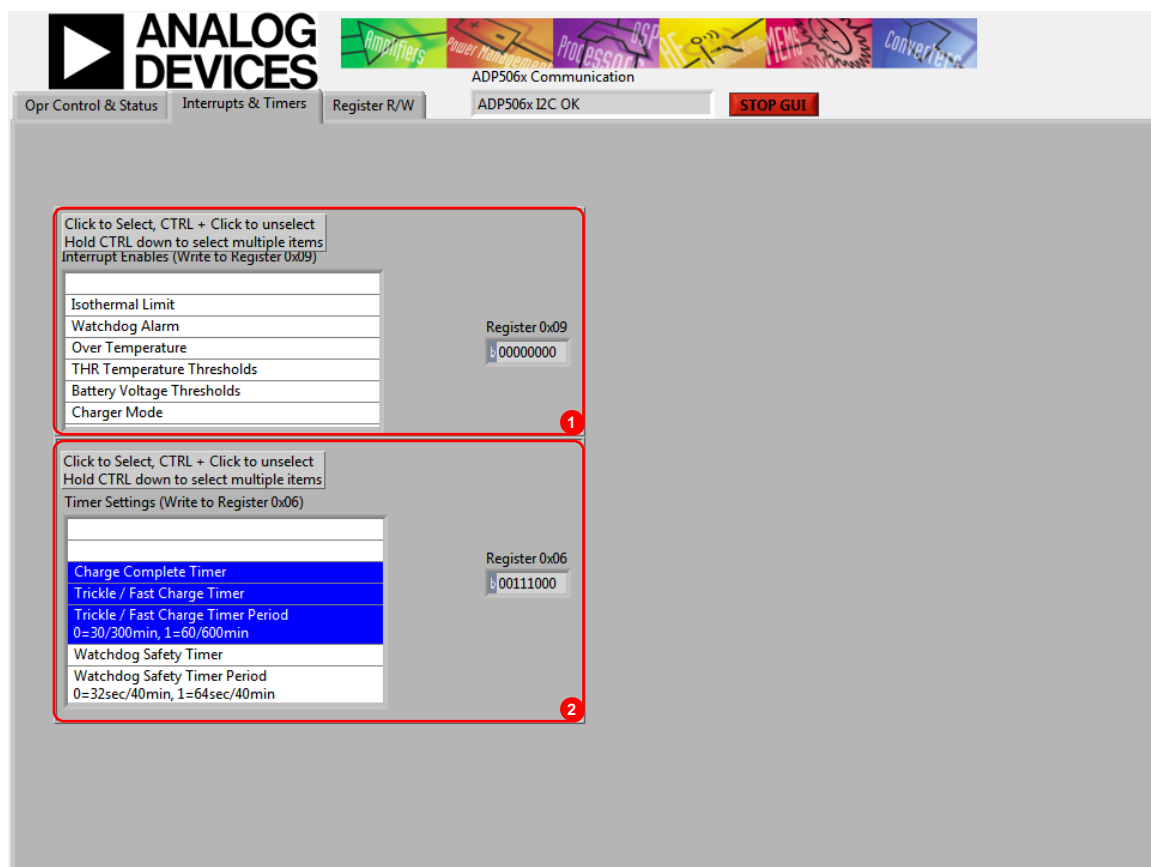 ANALOG
DEVICES
Amplifiers
Power Management
Processors
DSP
RF
MEMS
Converters
ADP506x Communication
Opr Control & Status
Interrupts & Timers
Register R/W
ADP506x I2C OK
STOP GUI
Click to Select, CTRL + Click to unselect
Hold CTRL down to select multiple items
Interrupt Enables (Write to Register 0x09)
Isothermal Limit
Watchdog Alarm
Over Temperature
THR Temperature Thresholds
Battery Voltage Thresholds
Charger Mode
Register 0x09
b 00000000
1
Click to Select, CTRL + Click to unselect
Hold CTRL down to select multiple items
Timer Settings (Write to Register 0x06)
Charge Complete Timer
Trickle / Fast Charge Timer
Trickle / Fast Charge Timer Period
0=30/300min, 1=60/600min
Watchdog Safety Timer
Watchdog Safety Timer Period
0=32sec/40min, 1=64sec/40min
Register 0x06
b 00111000
2